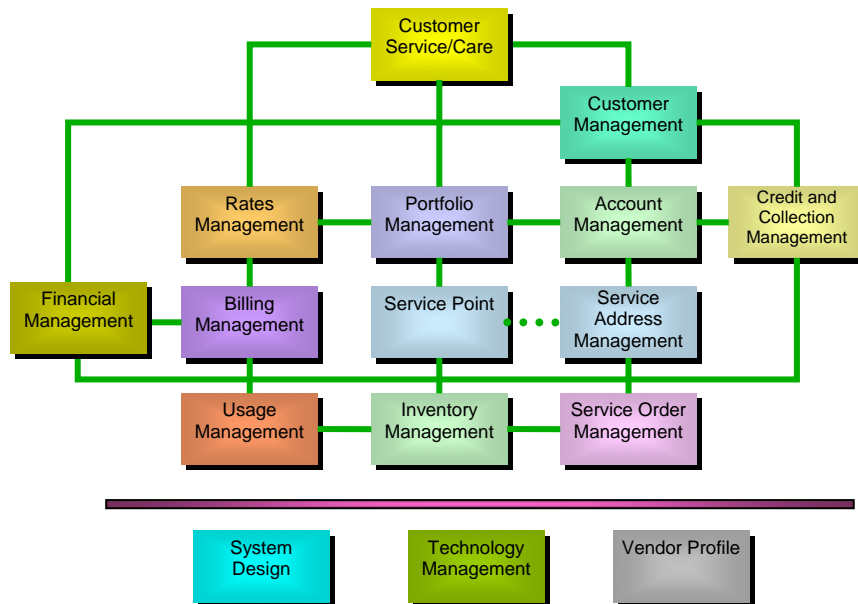 Customer
Service/Care
Customer
Management
Rates
Management
Portfolio
Management
Account
Management
Credit and
Collection
Management
Financial
Management
Billing
Management
Service Point
Service
Address
Management
Usage
Management
Inventory
Management
Service Order
Management
System
Design
Technology
Management
Vendor Profile